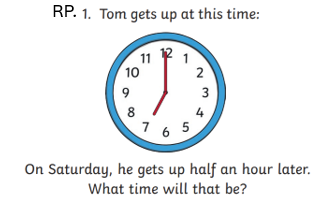 RP. 1. Tom gets up at this time:
12
11 1
10 2
9 3
8 4
7 5
6
On Saturday, he gets up half an hour later.
What time will that be?